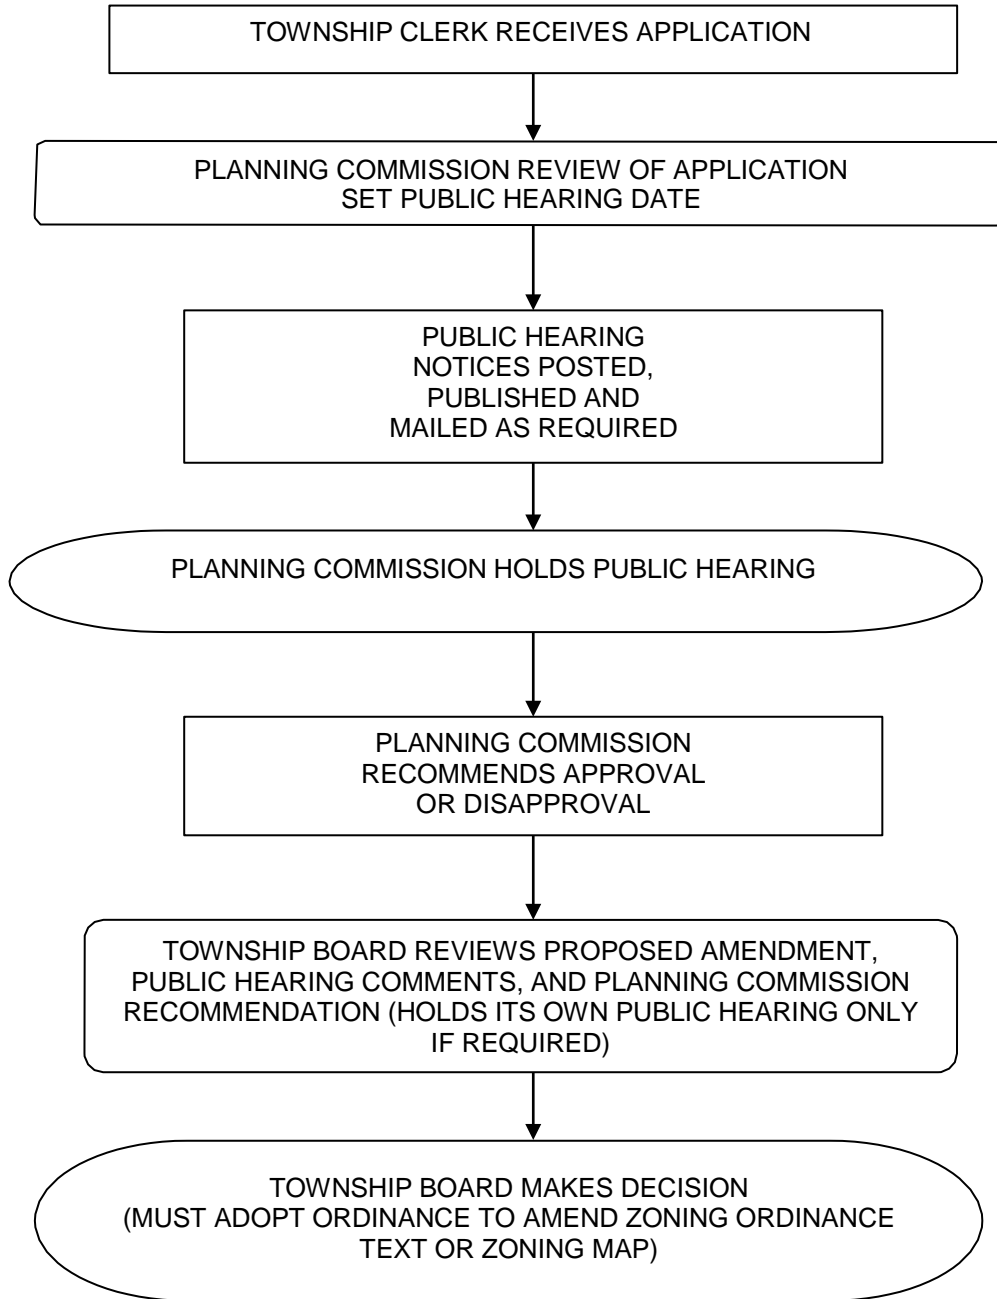 TOWNSHIP CLERK RECEIVES APPLICATION
PLANNING COMMISSION REVIEW OF APPLICATION
SET PUBLIC HEARING DATE
PUBLIC HEARING
NOTICES POSTED,
PUBLISHED AND
MAILED AS REQUIRED
PLANNING COMMISSION HOLDS PUBLIC HEARING
PLANNING COMMISSION
RECOMMENDS APPROVAL
OR DISAPPROVAL
TOWNSHIP BOARD REVIEWS PROPOSED AMENDMENT,
PUBLIC HEARING COMMENTS, AND PLANNING COMMISSION
RECOMMENDATION (HOLDS ITS OWN PUBLIC HEARING ONLY
IF REQUIRED)
TOWNSHIP BOARD MAKES DECISION
(MUST ADOPT ORDINANCE TO AMEND ZONING ORDINANCE
TEXT OR ZONING MAP)